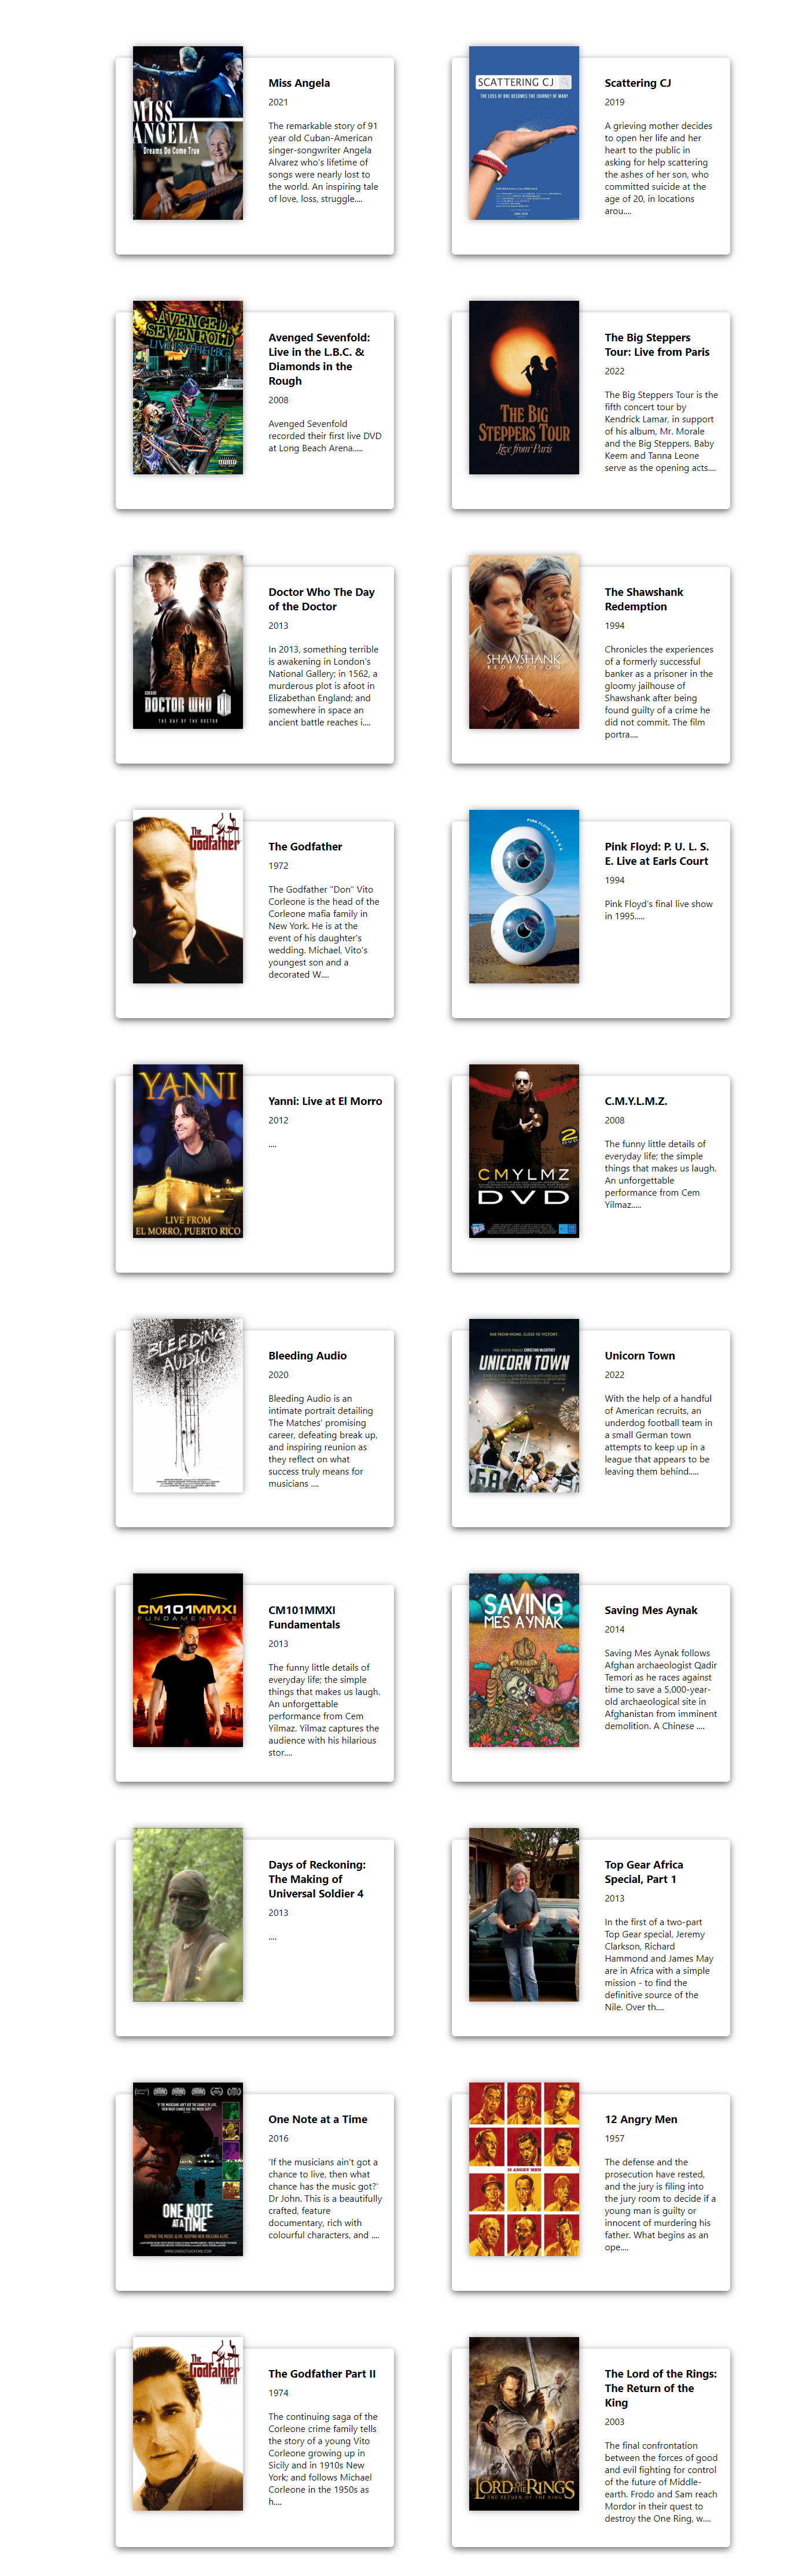 MISS
ANGELA
Dreams Do Come True
Miss Angela
2021
The remarkable story of 91
year old Cuban-American
singer-songwriter Angela
Alvarez who's lifetime of
songs were nearly lost to
the world. An inspiring tale
of love, loss, struggle....
SCATTERING CJ
THE LOSS OF ONE BECOMES THE JOURNEY OF MANY
Scattering CJ
2019
A grieving mother decides
to open her life and her
heart to the public in
asking for help scattering
the ashes of her son, who
committed suicide at the
age of 20, in locations
arou....
AVENGED
SEVENFOLD
LIVE IN THE LBC
Avenged Sevenfold:
Live in the L.B.C. &
Diamonds in the
Rough
2008
Avenged Sevenfold
recorded their first live DVD
at Long Beach Arena.....
THE BIG
STEPPERS TOUR
Live from Paris
The Big Steppers
Tour: Live from Paris
2022
The Big Steppers Tour is the
fifth concert tour by
Kendrick Lamar, in support
of his album, Mr. Morale
and the Big Steppers. Baby
Keem and Tanna Leone
serve as the opening acts....
DOCTOR WHO
THE DAY OF THE DOCTOR
Doctor Who The Day
of the Doctor
2013
In 2013, something terrible
is awakening in London's
National Gallery; in 1562, a
murderous plot is afoot in
Elizabethan England; and
somewhere in space an
ancient battle reaches i....
SHAWSHANK
REDEMPTION
The Shawshank
Redemption
1994
Chronicles the experiences
of a formerly successful
banker as a prisoner in the
gloomy jailhouse of
Shawshank after being
found guilty of a crime he
did not commit. The film
portra....
The
Godfather
The Godfather
1972
The Godfather "Don" Vito
Corleone is the head of the
Corleone mafia family in
New York. He is at the
event of his daughter's
wedding. Michael, Vito's
youngest son and a
decorated W....
PINK FLOYD PULSE
Pink Floyd: P. U. L. S.
E. Live at Earls Court
1994
Pink Floyd's final live show
in 1995.....
YANNI
LIVE FROM
EL MORRO, PUERTO RICO
Yanni: Live at El Morro
2012
....
2
CMYLMZ
DVD
C.M.Y.L.M.Z.
2008
The funny little details of
everyday life; the simple
things that makes us laugh.
An unforgettable
performance from Cem
Yilmaz.....
BLEEDING
AUDIO
Bleeding Audio
2020
Bleeding Audio is an
intimate portrait detailing
The Matches' promising
career, defeating break up,
and inspiring reunion as
they reflect on what
success truly means for
musicians ....
FAR FROM HOME. CLOSE TO VICTORY.
UNICORN TOWN
68
Unicorn Town
2022
With the help of a handful
of American recruits, an
underdog football team in
a small German town
attempts to keep up in a
league that appears to be
leaving them behind.....
CM101MMXI
FUNDAMENTALS
CM101MMXI
Fundamentals
2013
The funny little details of
everyday life; the simple
things that makes us laugh.
An unforgettable
performance from Cem
Yilmaz. Yilmaz captures the
audience with his hilarious
stor....
SAVING
MES AYNAK
Saving Mes Aynak
2014
Saving Mes Aynak follows
Afghan archaeologist Qadir
Temori as he races against
time to save a 5,000-year-
old archaeological site in
Afghanistan from imminent
demolition. A Chinese ....
Days of Reckoning:
The Making of
Universal Soldier 4
2013
....
Top Gear Africa
Special, Part 1
2013
In the first of a two-part
Top Gear special, Jeremy
Clarkson, Richard
Hammond and James May
are in Africa with a simple
mission - to find the
definitive source of the
Nile. Over th....
ONE NOTE
AT A TIME
KEEPING THE MUSIC ALIVE, KEEPING NEW ORLEANS ALIVE
One Note at a Time
2016
'If the musicians ain't got a
chance to live, then what
chance has the music got?'
Dr John. This is a beautifully
crafted, feature
documentary, rich with
colourful characters, and ....
12 ANGRY MEN
12 Angry Men
1957
The defense and the
prosecution have rested,
and the jury is filing into
the jury room to decide if a
young man is guilty or
innocent of murdering his
father. What begins as an
ope....
The
Godfather
PART II
The Godfather Part II
1974
The continuing saga of the
Corleone crime family tells
the story of a young Vito
Corleone growing up in
Sicily and in 1910s New
York; and follows Michael
Corleone in the 1950s as
h....
THE LORD OF THE RINGS
THE RETURN OF THE KING
The Lord of the Rings:
The Return of the
King
2003
The final confrontation
between the forces of good
and evil fighting for control
of the future of Middle-
earth. Frodo and Sam reach
Mordor in their quest to
destroy the One Ring, w....